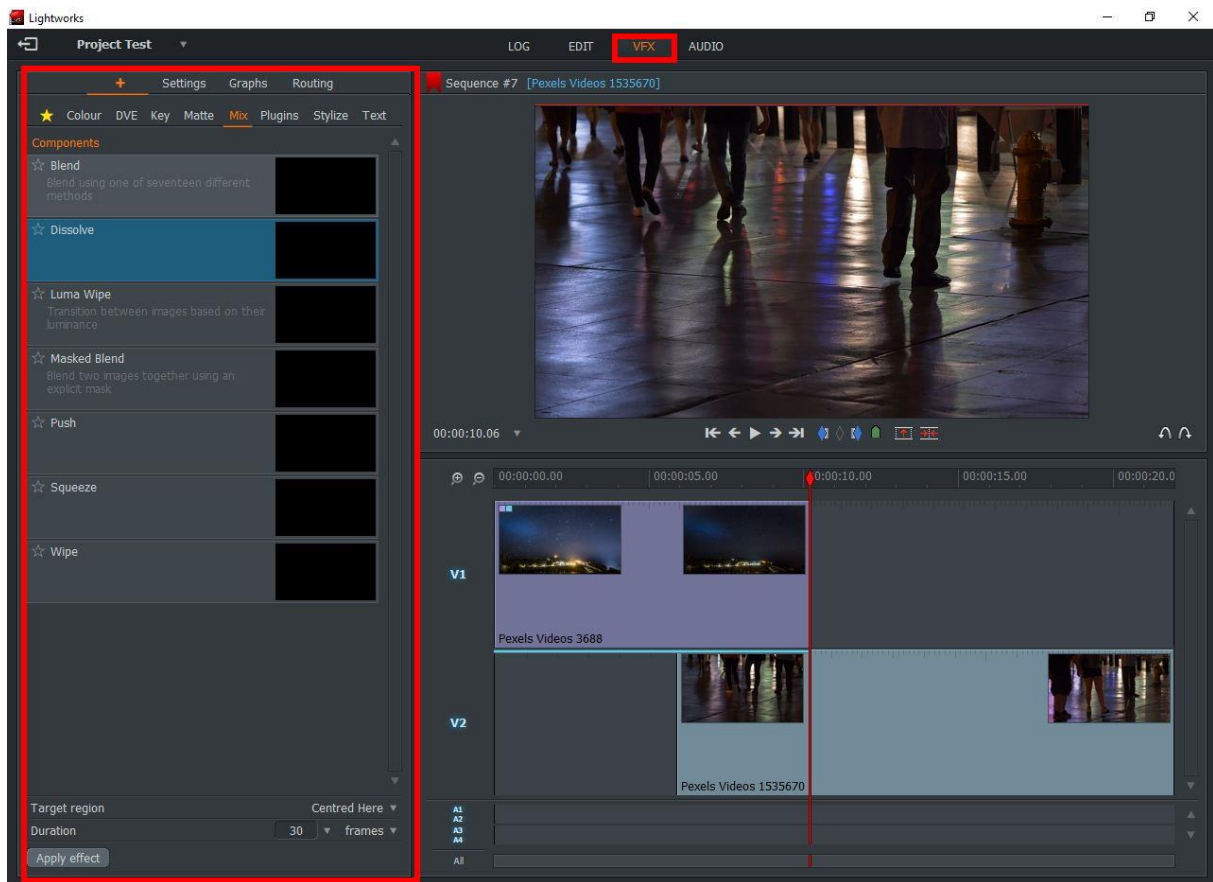 Lightworks
Project Test
LOG EDIT VFX AUDIO
+ Settings Graphs Routing
Colour DVE Key Matte Mix Plugins Stylize Text
Components
Blend
Blend using one of seventeen different
methods
Dissolve
Luma Wipe
Transition between images based on their
luminance
Masked Blend
Blend two images together using an
explicit mask
Push
Squeeze
Wipe
Target region Centred Here
Duration 30 frames
Apply effect
Sequence #7 [Pexels Videos 1535670]
00:00:10.06
00:00:00.00 00:00:05.00 00:00:10.00 00:00:15.00 00:00:20.0
V1
Pexels Videos 3688
V2
Pexels Videos 1535670
A1
A2
A3
A4
All